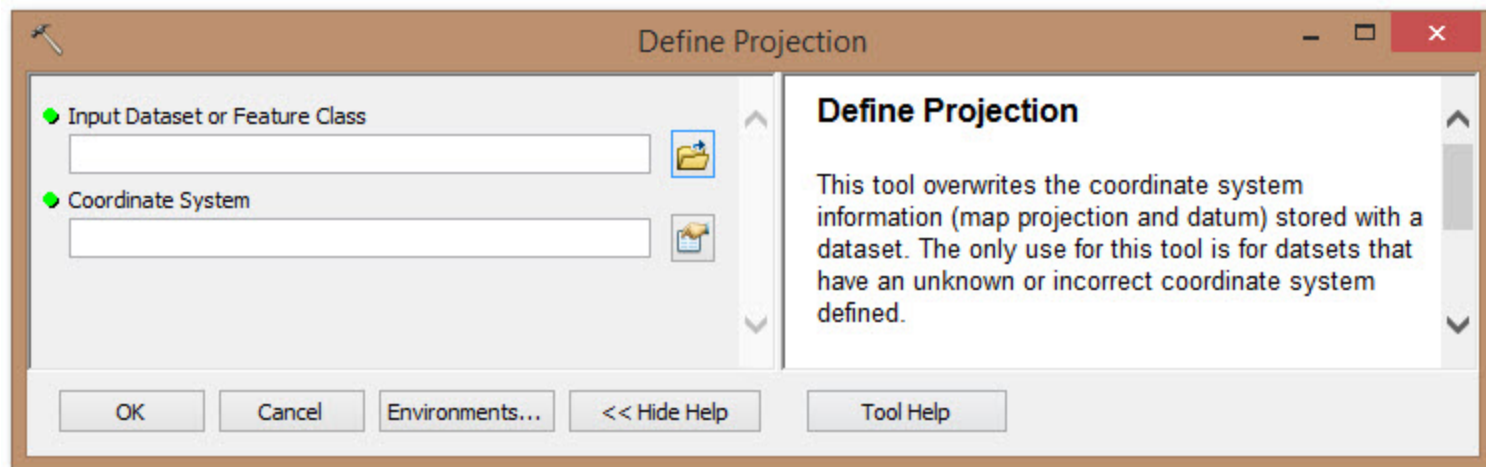 Define Projection
Input Dataset or Feature Class
Coordinate System
Define Projection
This tool overwrites the coordinate system
information (map projection and datum) stored with a
dataset. The only use for this tool is for datsets that
have an unknown or incorrect coordinate system
defined.
OK
Cancel
Environments...
<< Hide Help
Tool Help